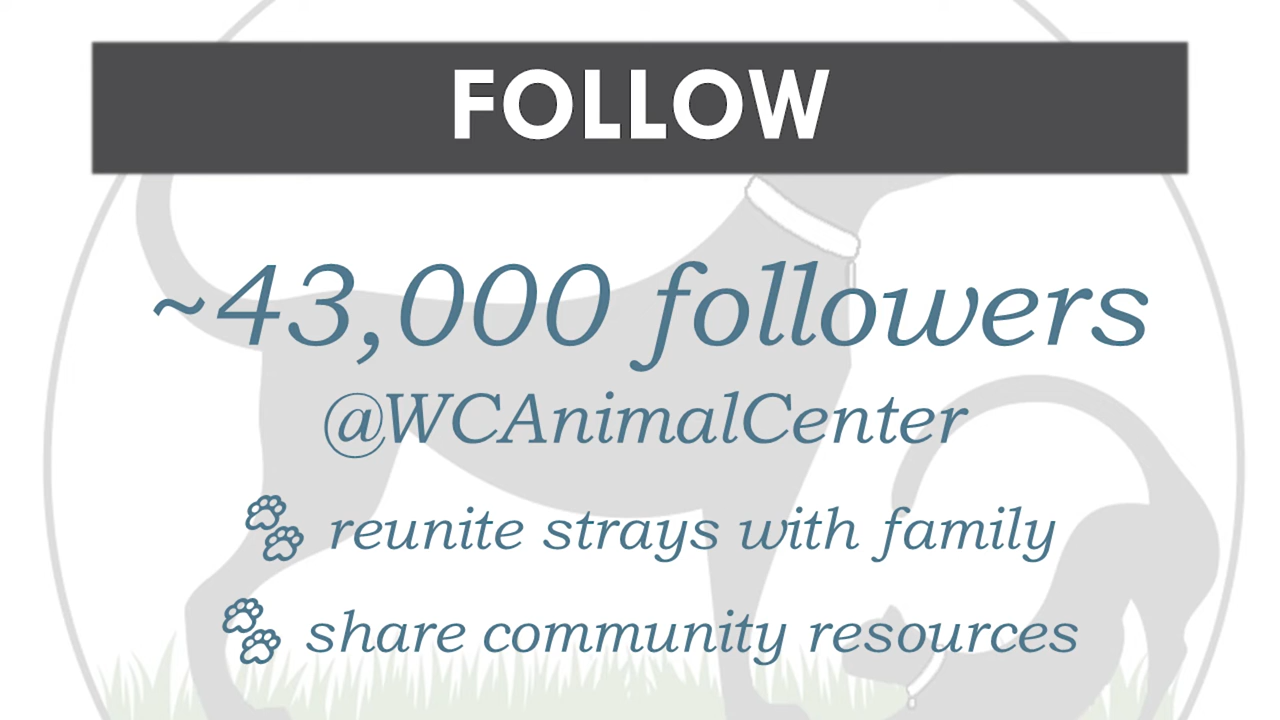 FOLLOW
~43,000 followers
@WCAnimalCenter
reunite strays with family
share community resources